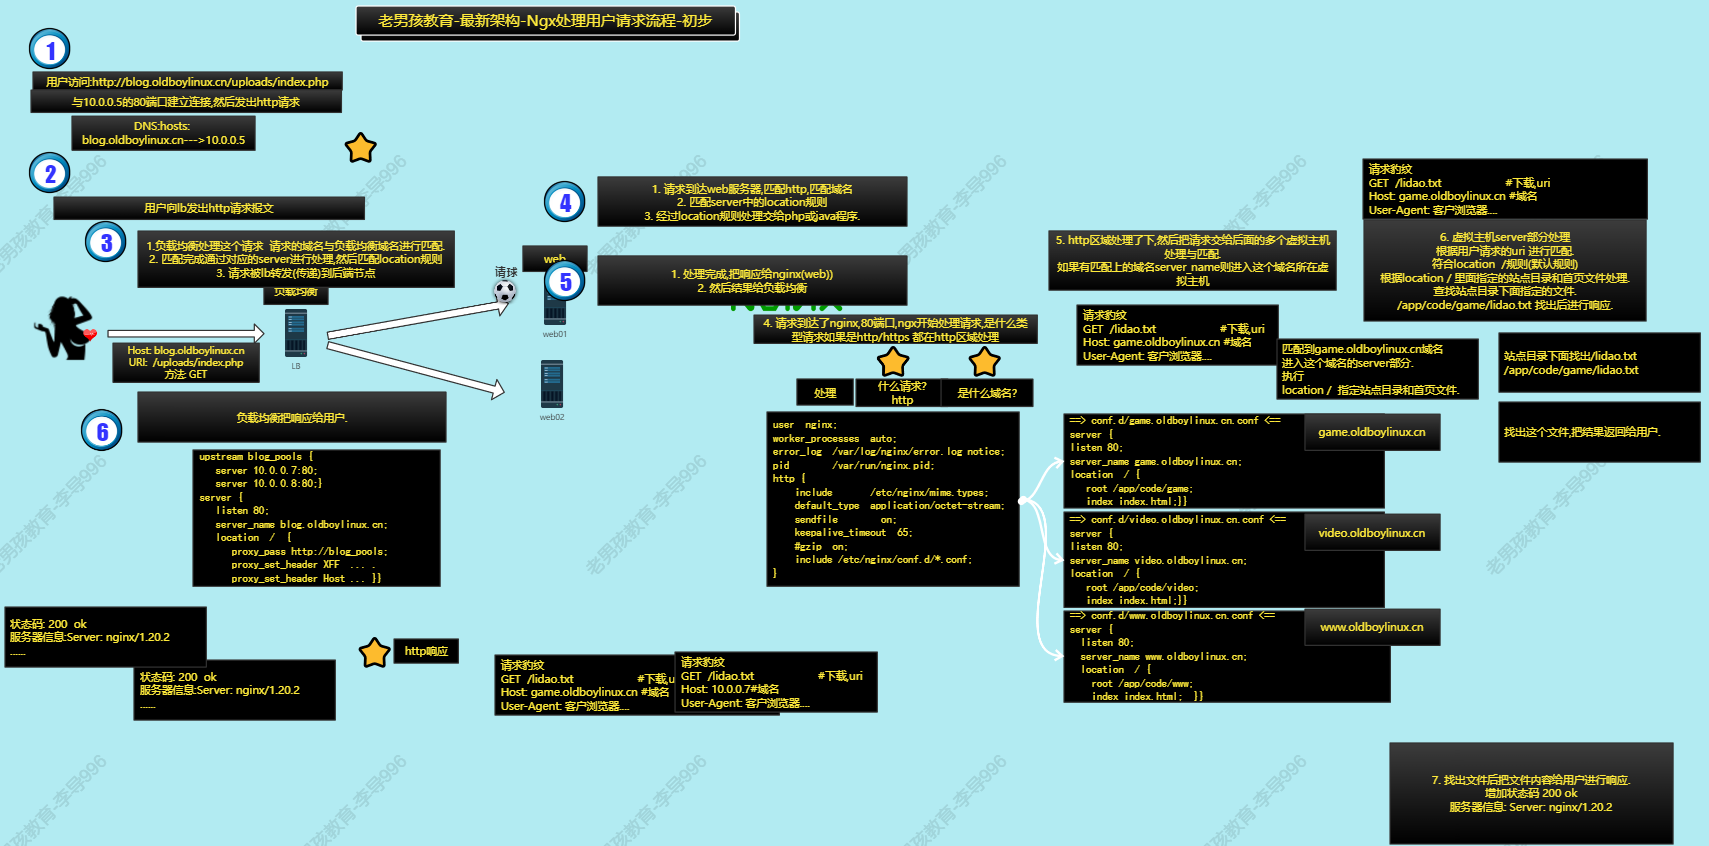 老男孩教育-最新架构-Ngx处理用户请求流程-初步
1
用户访问:http://blog.oldboylinux.cn/uploads/index.php
与10.0.0.5的80端口建立连接,然后发出http请求
DNS:hosts:
blog.oldboylinux.cn--->10.0.0.5
2
用户向lb发出http请求报文
3
1.负载均衡处理这个请求 请求的域名与负载均衡域名进行匹配.
2. 匹配完成通过对应的server进行处理,然后匹配location规则
3. 请求被lb转发(传递)到后端节点
负载均衡
Host: blog.oldboylinux.cn
URI: /uploads/index.php
方法: GET
LB
请球
web
web01
web02
4
1. 请求到达web服务器,匹配http,匹配域名
2. 匹配server中的location规则
3. 经过location规则处理交给php或java程序.
5
1. 处理完成,把响应给nginx(web))
2. 然后结果给负载均衡
6
负载均衡把响应给用户.
upstream blog_pools {
server 10.0.0.7:80;
server 10.0.0.8:80;}
server {
listen 80;
server_name blog.oldboylinux.cn;
location / {
proxy_pass http://blog_pools;
proxy_set_header XFF ... .
proxy_set_header Host ... }}
状态码: 200 ok
服务器信息:Server: nginx/1.20.2
......
状态码: 200 ok
服务器信息:Server: nginx/1.20.2
......
http响应
请求豹纹
GET /lidao.txt #下载,u
Host: game.oldboylinux.cn #域名
User-Agent: 客户浏览器....
请求豹纹
GET /lidao.txt #下载,uri
Host: 10.0.0.7#域名
User-Agent: 客户浏览器....
4. 请求到达了nginx,80端口,ngx开始处理请求,是什么类
型请求如果是http/https 都在http区域处理
处理
什么请求?
http
是什么域名?
user nginx;
worker_processes auto;
error_log /var/log/nginx/error.log notice;
pid /var/run/nginx.pid;
http {
include /etc/nginx/mime.types;
default_type application/octet-stream;
sendfile on;
keepalive_timeout 65;
#gzip on;
include /etc/nginx/conf.d/*.conf;
}
5. http区域处理了下,然后把请求交给后面的多个虚拟主机
处理与匹配.
如果有匹配上的域名server_name则进入这个域名所在虚
拟主机
请求豹纹
GET /lidao.txt #下载,uri
Host: game.oldboylinux.cn #域名
User-Agent: 客户浏览器....
匹配到game.oldboylinux.cn域名
进入这个域名的server部分.
执行
location / 指定站点目录和首页文件.
==> conf.d/game.oldboylinux.cn.conf <==
server {
listen 80;
server_name game.oldboylinux.cn;
location / {
root /app/code/game;
index index.html;}}
game.oldboylinux.cn
==> conf.d/video.oldboylinux.cn.conf <==
server {
listen 80;
server_name video.oldboylinux.cn;
location / {
root /app/code/video;
index index.html;}}
video.oldboylinux.cn
==> conf.d/www.oldboylinux.cn.conf <==
server {
listen 80;
server_name www.oldboylinux.cn;
location / {
root /app/code/www;
index index.html; }}
www.oldboylinux.cn
请求豹纹
GET /lidao.txt #下载,uri
Host: game.oldboylinux.cn #域名
User-Agent: 客户浏览器....
6. 虚拟主机server部分处理
根据用户请求的uri 进行匹配.
符合location /规则(默认规则)
根据location / 里面指定的站点目录和首页文件处理.
查找站点目录下面指定的文件.
/app/code/game/lidao.txt 找出后进行响应.
站点目录下面找出/lidao.txt
/app/code/game/lidao.txt
找出这个文件,把结果返回给用户.
7. 找出文件后把文件内容给用户进行响应.
增加状态码 200 ok
服务器信息: Server: nginx/1.20.2
老男孩教育-李导996